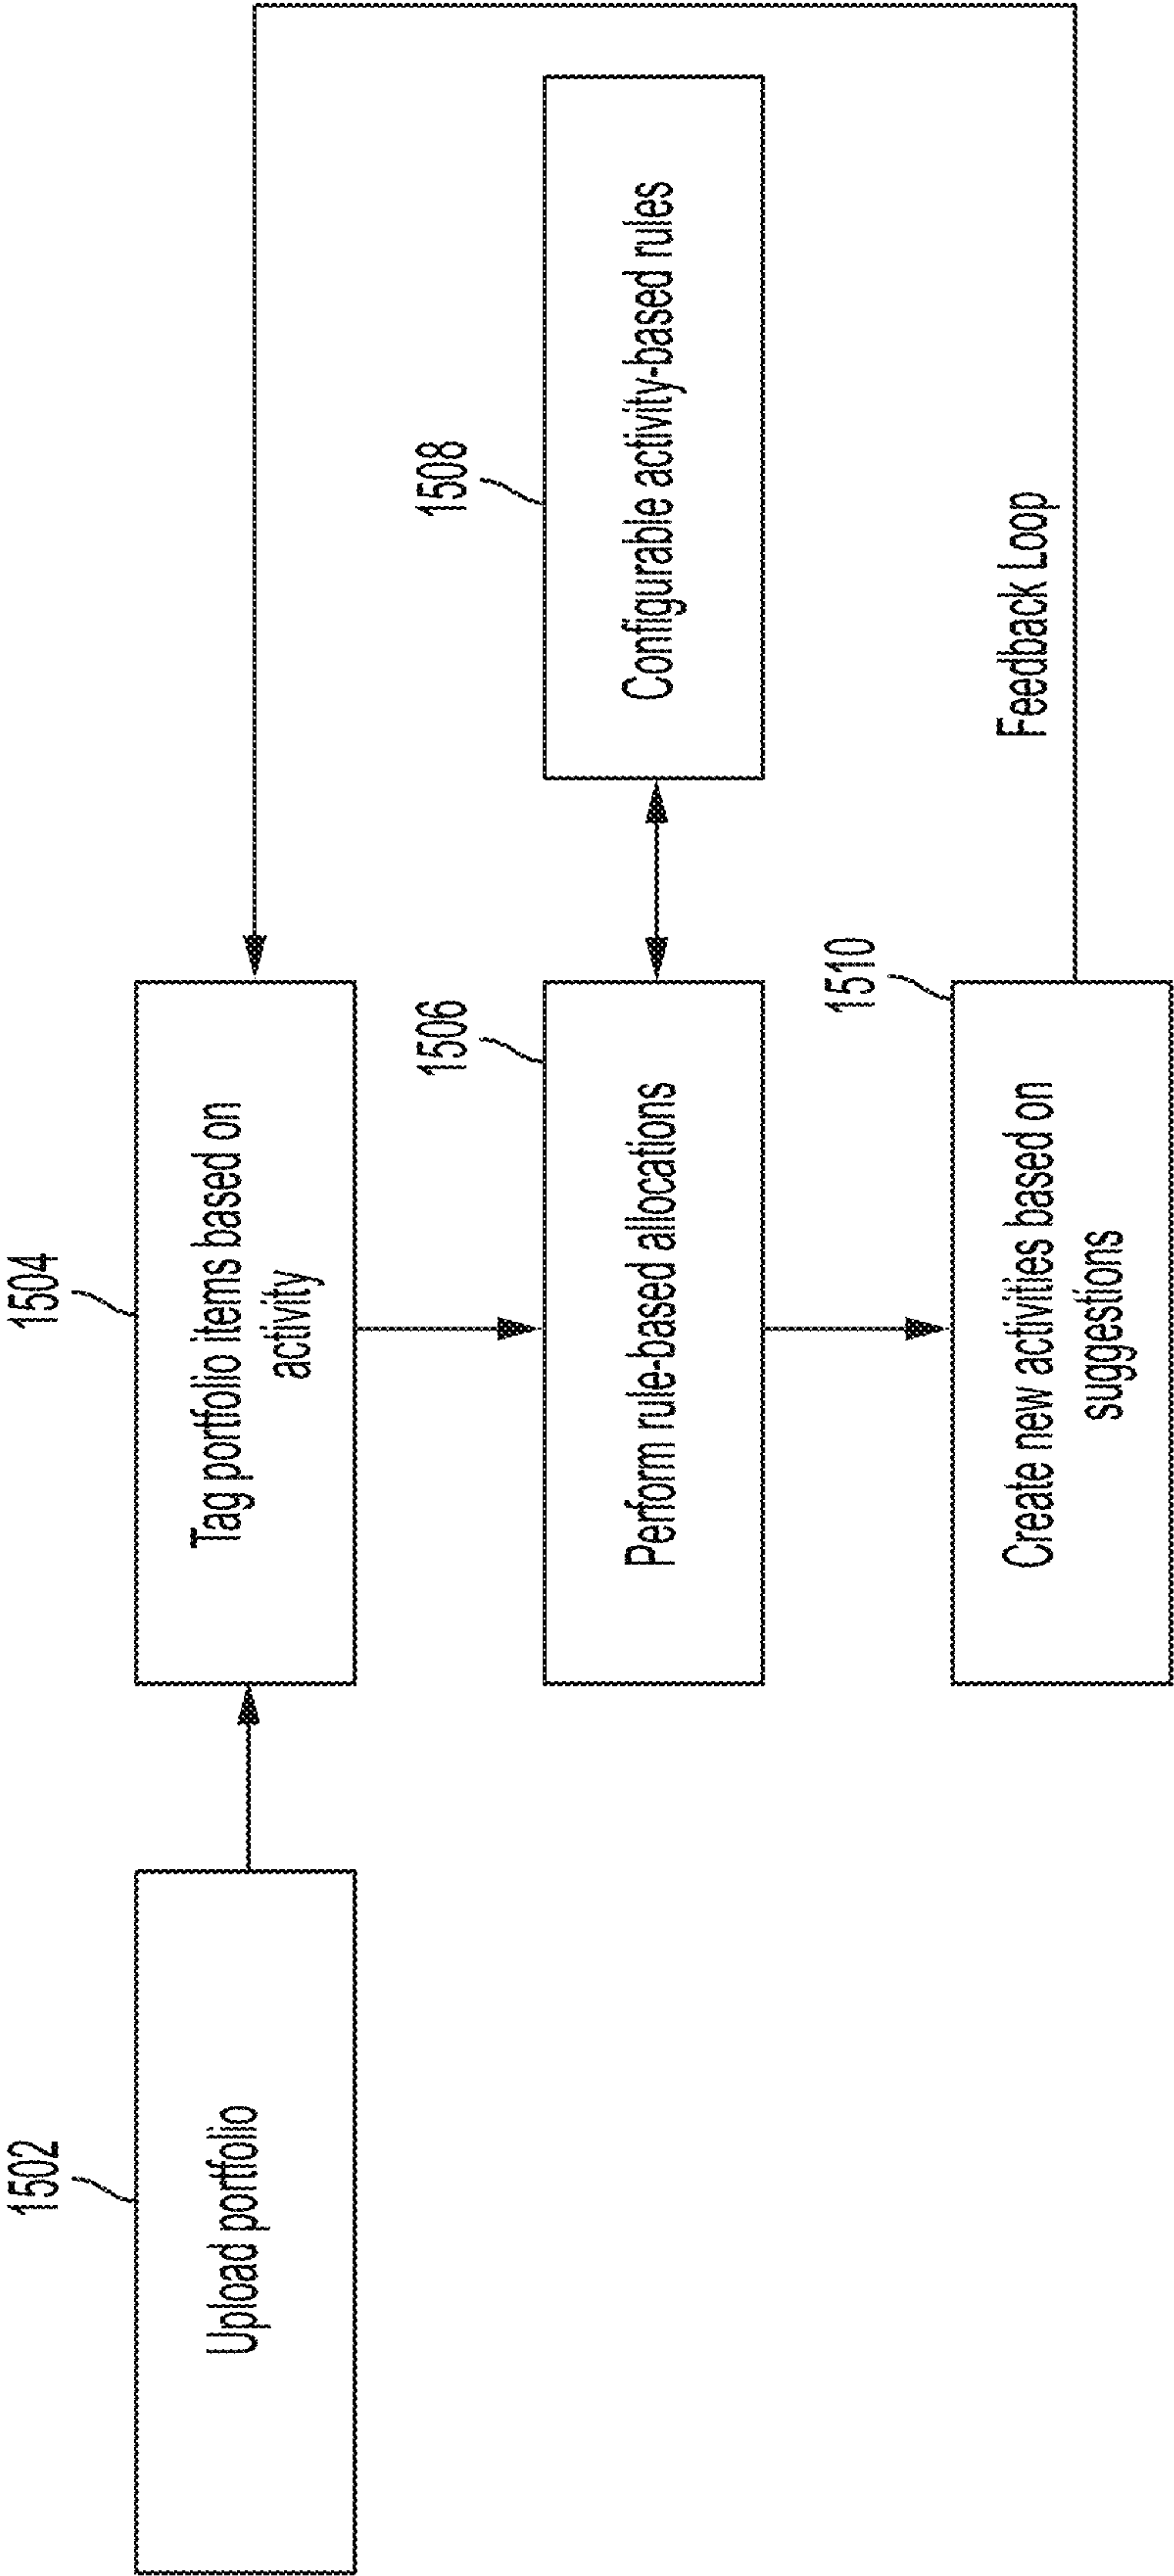 1502
Upload portfolio
1504
Tag portfolio items based on
activity
1506
Perform rule-based allocations
1508
Configurable activity-based rules
1510
Create new activities based on
suggestions
Feedback Loop